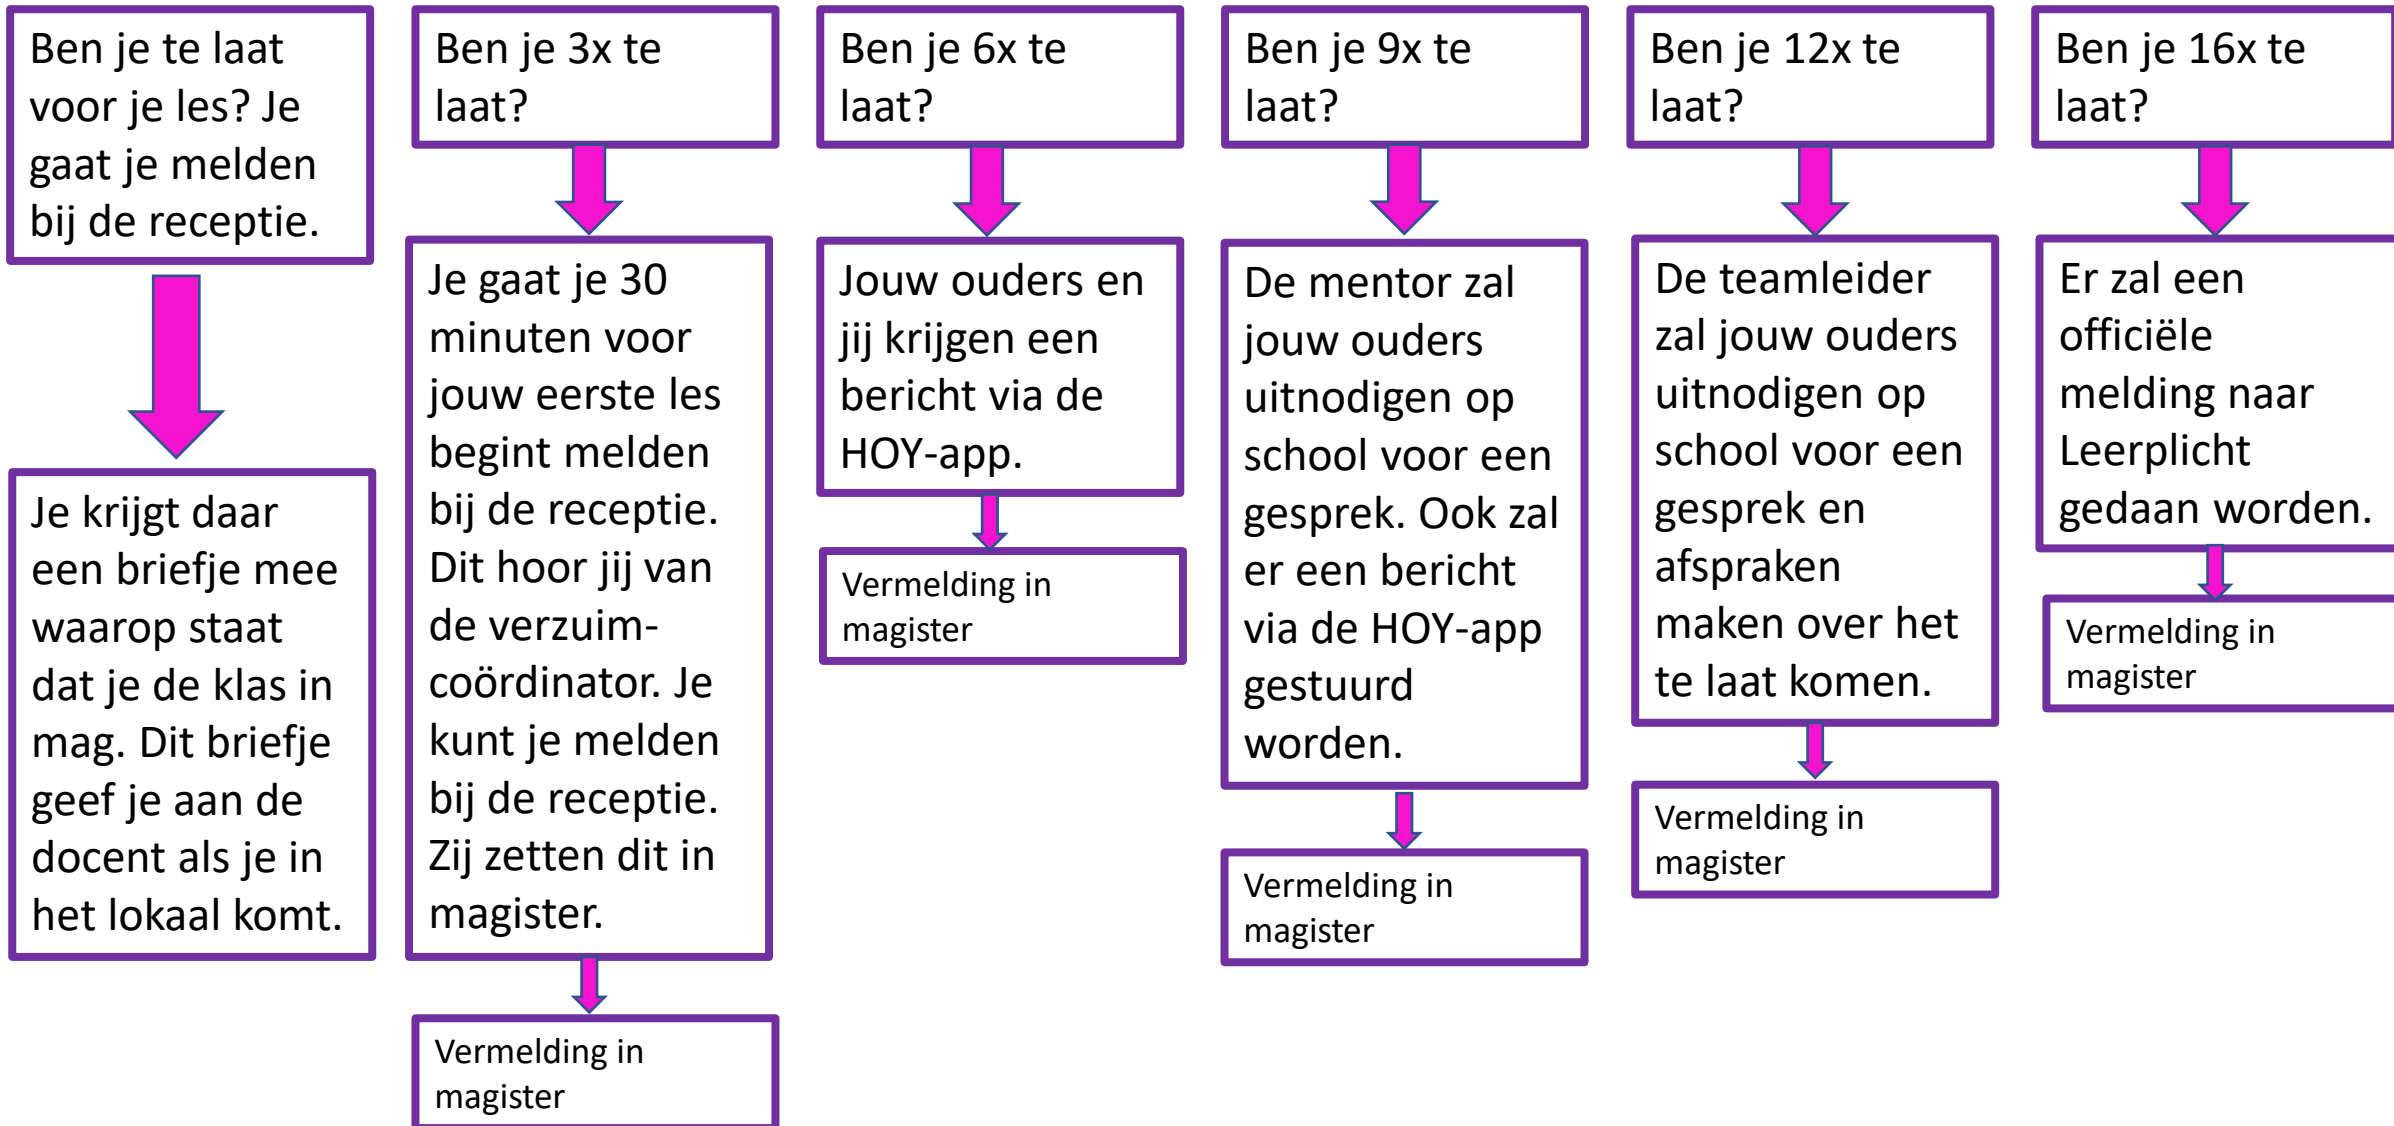 Ben je te laat
voor je les? Je
gaat je melden
bij de receptie.
Je krijgt daar
een briefje mee
waarop staat
dat je de klas in
mag. Dit briefje
geef je aan de
docent als je in
het lokaal komt.
Ben je 3x te
laat?
Je gaat je 30
minuten voor
jouw eerste les
begint melden
bij de receptie.
Dit hoor jij van
de verzuim-
coördinator. Je
kunt je melden
bij de receptie.
Zij zetten dit in
magister.
Vermelding in
magister
Ben je 6x te
laat?
Jouw ouders en
jij krijgen een
bericht via de
HOY-app.
Vermelding in
magister
Ben je 9x te
laat?
De mentor zal
jouw ouders
uitnodigen op
school voor een
gesprek. Ook zal
er een bericht
via de HOY-app
gestuurd
worden.
Vermelding in
magister
Ben je 12x te
laat?
De teamleider
zal jouw ouders
uitnodigen op
school voor een
gesprek en
afspraken
maken over het
te laat komen.
Vermelding in
magister
Ben je 16x te
laat?
Er zal een
officiële
melding naar
Leerplicht
gedaan worden.
Vermelding in
magister